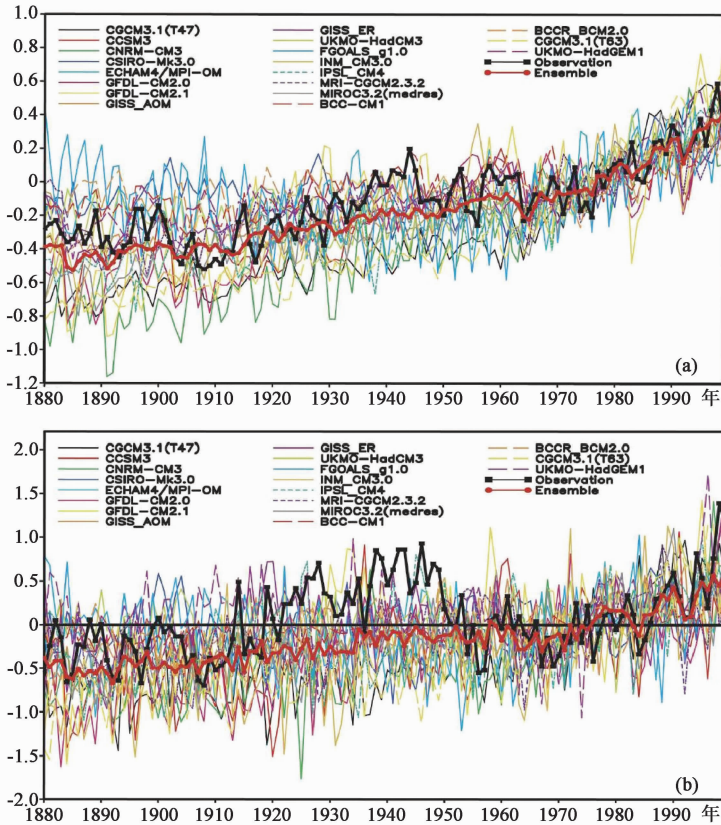 1.0
0.8
0.6
0.4
0.2
0
-0.2
-0.4
-0.6
-0.8
-1.0
-1.2
CGCM3.1(T47)
CCSM3
CNRM-CM3
CSIRO-Mk3.0
ECHAM4/MPI-OM
GFDL-CM2.0
GFDL-CM2.1
GISS_AOM
GISS_ER
UKMO-HadCM3
FGOALS_g1.0
INM_CM3.0
IPSL_CM4
MRI-CGCM2.3.2
MIROC3.2(medres)
BCC-CM1
BCCR_BCM2.0
CGCM3.1(T63)
UKMO-HadGEM1
Observation
Ensemble
(a)
1880 1890 1900 1910 1920 1930 1940 1950 1960 1970 1980 1990 年
2.0
1.5
1.0
0.5
0
-0.5
-1.0
-1.5
-2.0
CGCM3.1(T47)
CCSM3
CNRM-CM3
CSIRO-Mk3.0
ECHAM4/MPI-OM
GFDL-CM2.0
GFDL-CM2.1
GISS_AOM
GISS_ER
UKMO-HadCM3
FGOALS_g1.0
INM_CM3.0
IPSL_CM4
MRI-CGCM2.3.2
MIROC3.2(medres)
BCC-CM1
BCCR_BCM2.0
CGCM3.1(T63)
UKMO-HadGEM1
Observation
Ensemble
(b)
1880 1890 1900 1910 1920 1930 1940 1950 1960 1970 1980 1990 年